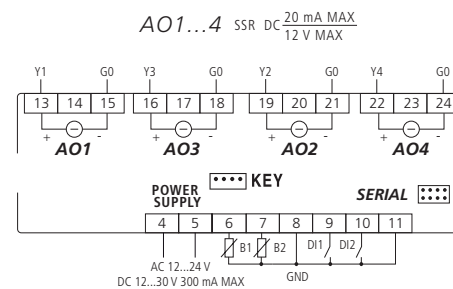 AO1...4 SSR DC 20 mA MAX
12 V MAX
Y1 G0 Y3 G0 Y2 G0 Y4 G0
13 14 15 16 17 18 19 20 21 22 23 24
+ - + - + - + -
AO1 AO3 AO2 AO4
POWER SUPPLY KEY SERIAL
4 5 6 7 8 9 10 11
B1 B2 DI1 DI2
AC 12...24 V
DC 12...30 V 300 mA MAX
GND